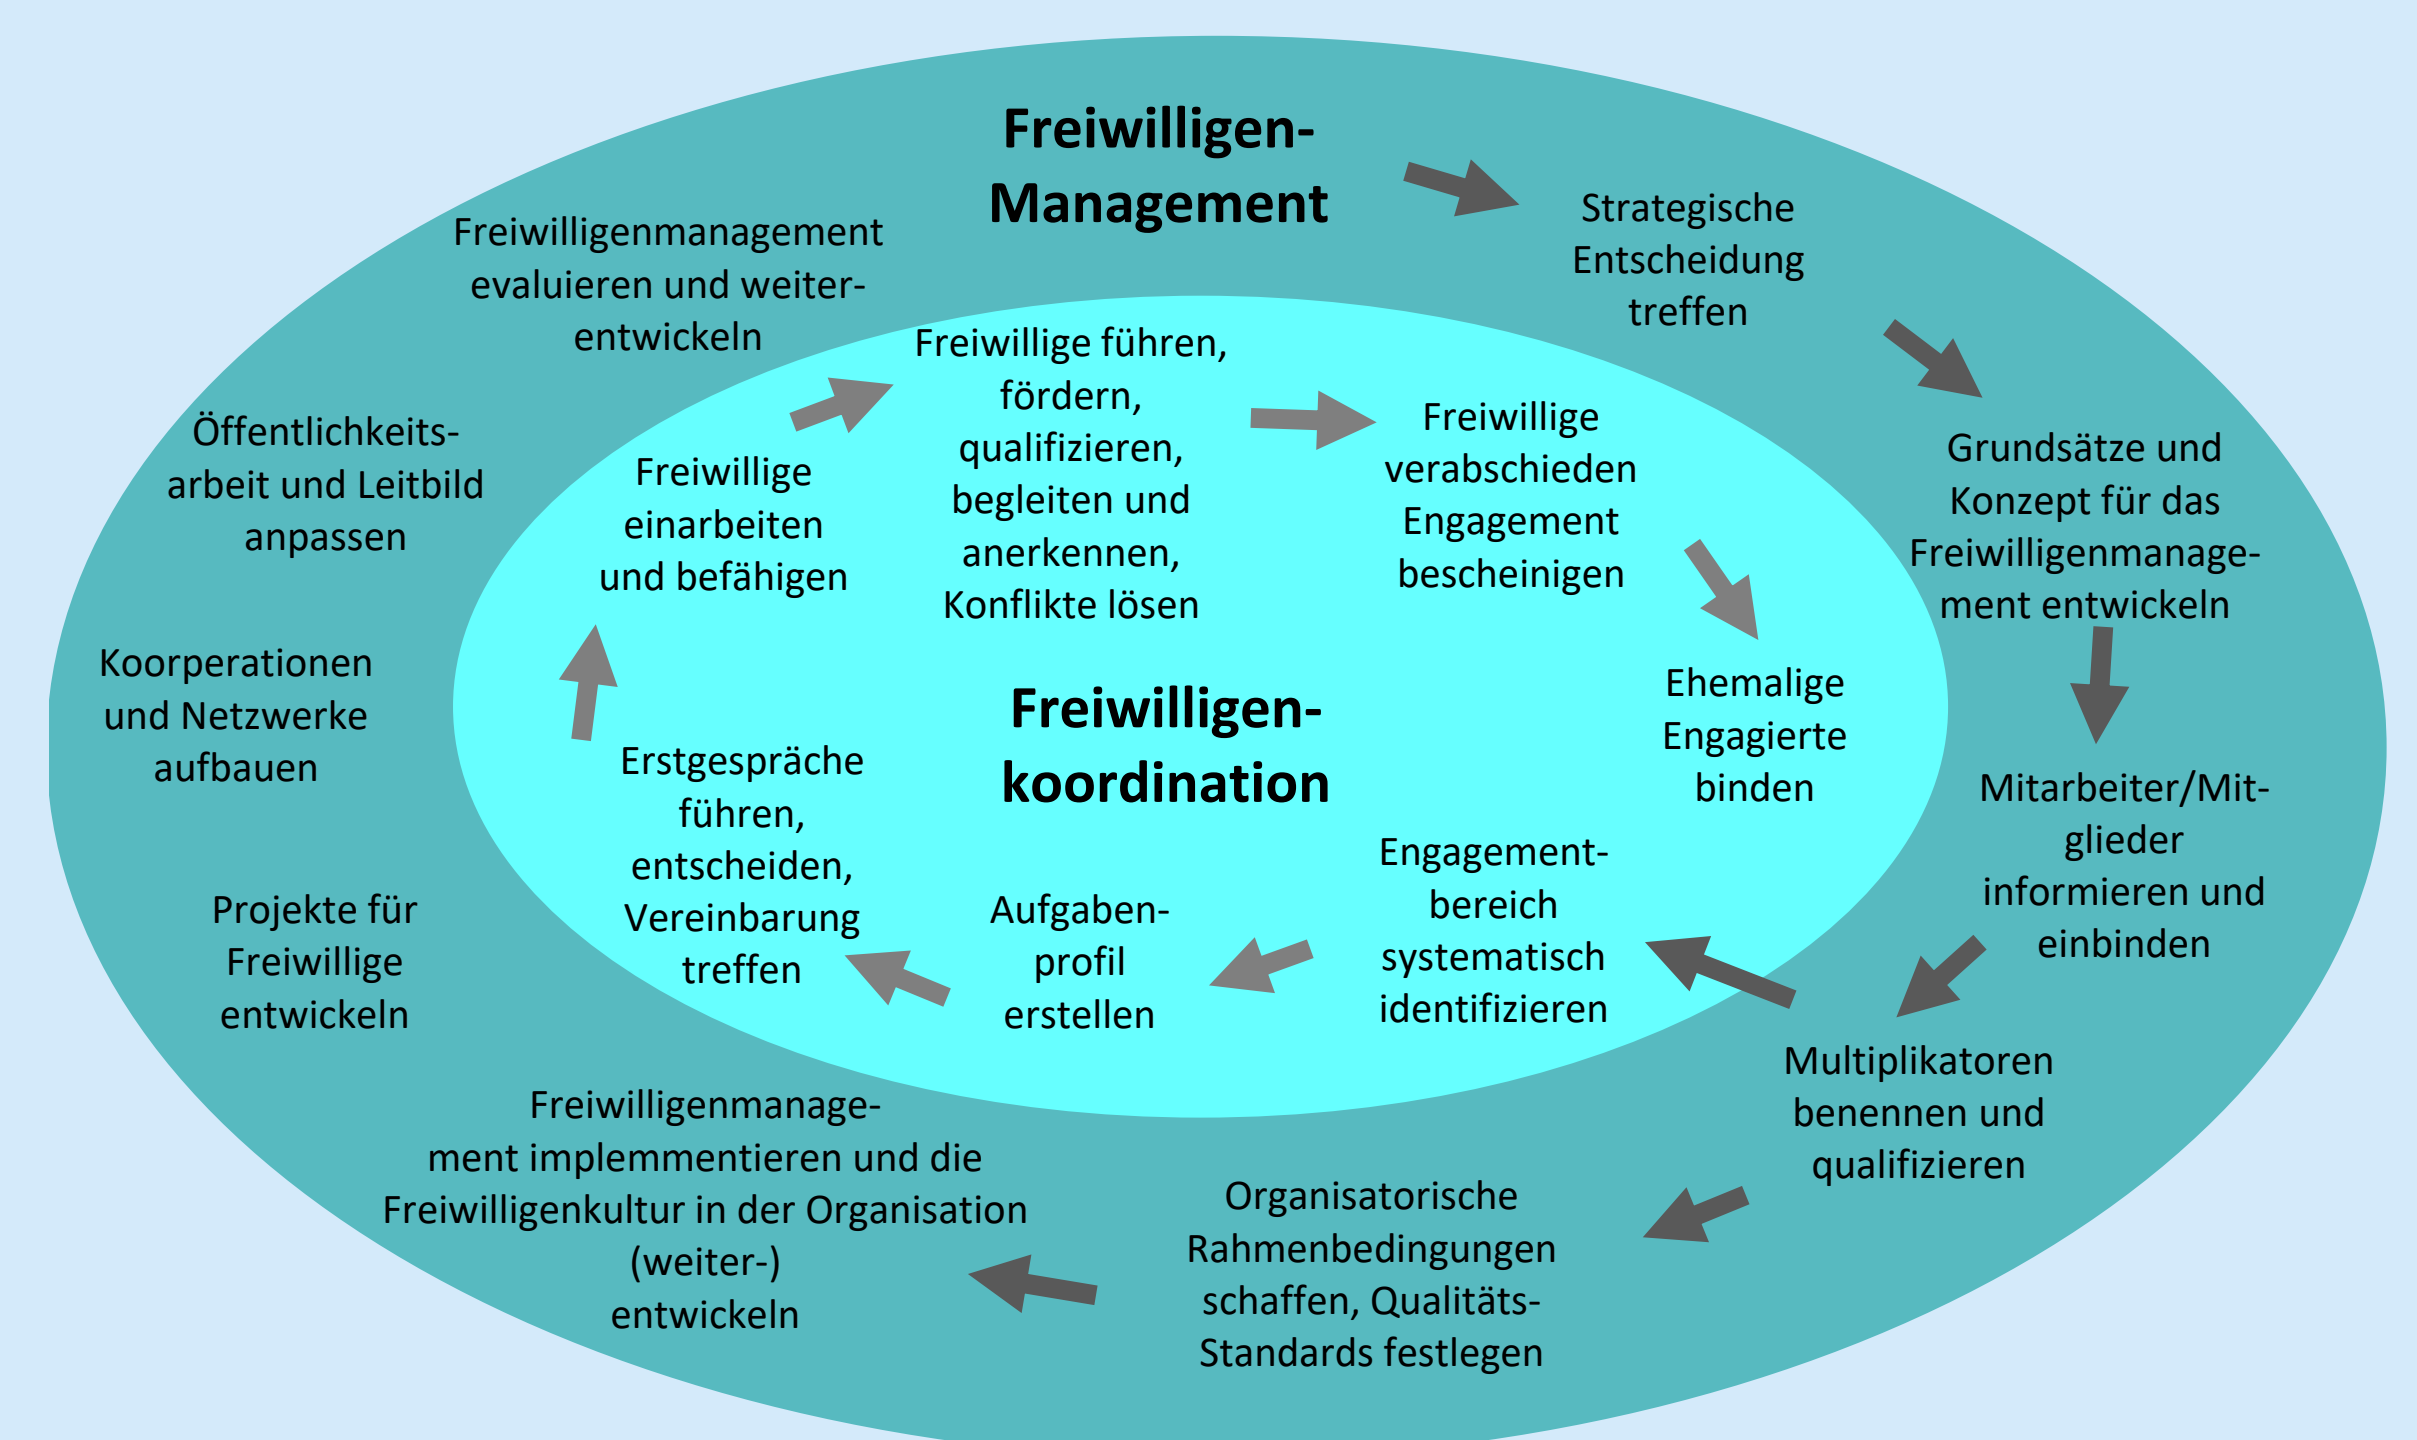 Freiwilligen-
Management
Strategische
Entscheidung
treffen
Grundsätze und
Konzept für das
Freiwilligenmanage-
ment entwickeln
Mitarbeiter/Mit-
glieder
informieren und
einbinden
Multiplikatoren
benennen und
qualifizieren
Organisatorische
Rahmenbedingungen
schaffen, Qualitäts-
Standards festlegen
Freiwilligenmanage-
ment implemmentieren und die
Freiwilligenkultur in der Organisation
(weiter-)
entwickeln
Projekte für
Freiwillige
entwickeln
Koorperationen
und Netzwerke
aufbauen
Öffentlichkeits-
arbeit und Leitbild
anpassen
Freiwilligenmanagement
evaluieren und weiter-
entwickeln
Freiwilligen-
koordination
Engagement-
bereich
systematisch
identifizieren
Aufgaben-
profil
erstellen
Erstgespräche
führen,
entscheiden,
Vereinbarung
treffen
Freiwillige
einarbeiten
und befähigen
Freiwillige führen,
fördern,
qualifizieren,
begleiten und
anerkennen,
Konflikte lösen
Freiwillige
verabschieden
Engagement
bescheinigen
Ehemalige
Engagierte
binden